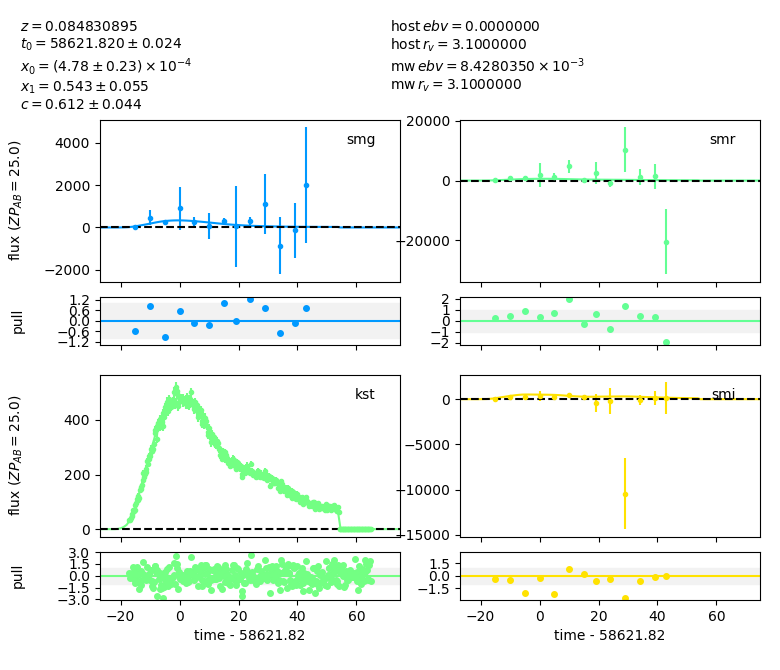 z = 0.084830895
t₀ = 58621.820 ± 0.024
x₀ = (4.78 ± 0.23) × 10⁻⁴
x₁ = 0.543 ± 0.055
c = 0.612 ± 0.044
host ebv = 0.0000000
host r_v = 3.1000000
mw ebv = 8.4280350 × 10⁻³
mw r_v = 3.1000000
flux (ZP_AB = 25.0)
4000
2000
0
−2000
smg
20000
0
−20000
smr
pull
1.2
0.6
0.0
−0.6
−1.2
2
1
0
−1
−2
flux (ZP_AB = 25.0)
400
200
0
kst
0
−5000
−10000
−15000
smi
pull
3.0
1.5
0.0
−1.5
−3.0
−20 0 20 40 60
time - 58621.82
1.5
0.0
−1.5
−20 0 20 40 60
time - 58621.82